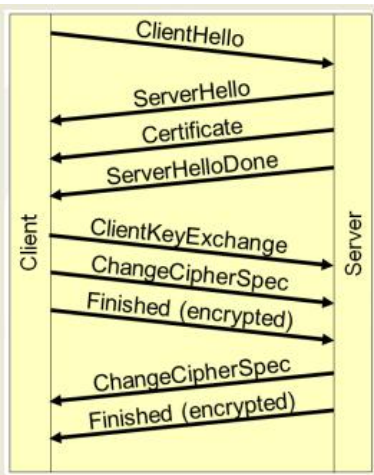 ClientHello
ServerHello
Certificate
ServerHelloDone
Client
Server
ClientKeyExchange
ChangeCipherSpec
Finished (encrypted)
ChangeCipherSpec
Finished (encrypted)